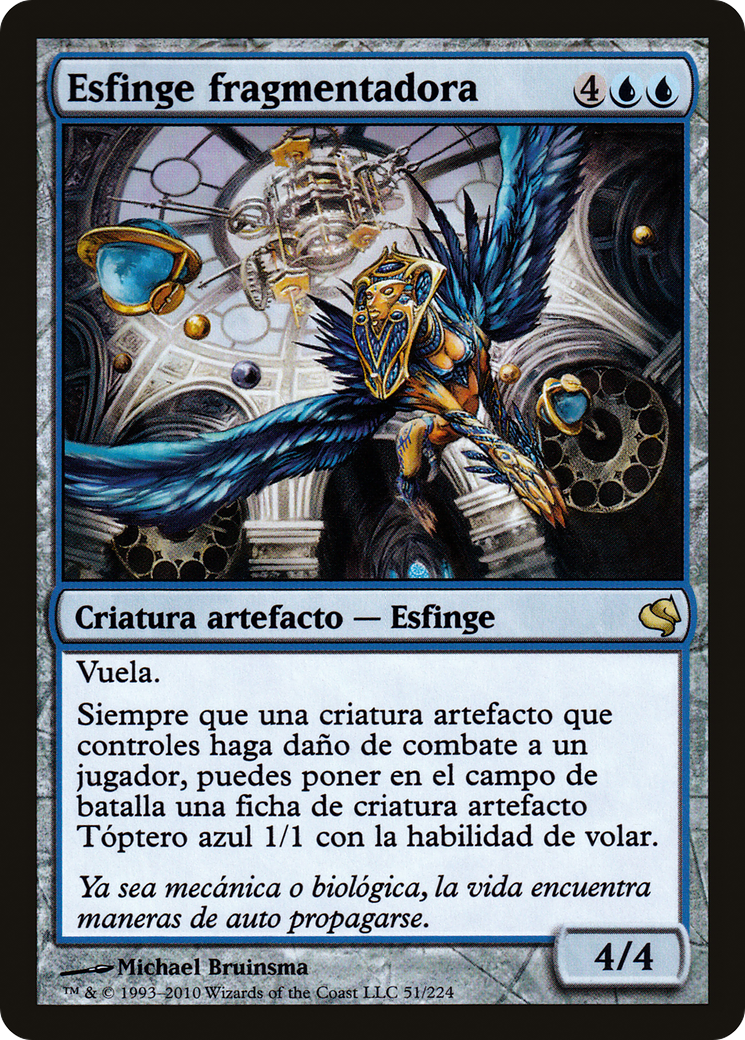 Esfinge fragmentadora 4
Criatura artefacto — Esfinge
Vuela.
Siempre que una criatura artefacto que
controles haga daño de combate a un
jugador, puedes poner en el campo de
batalla una ficha de criatura artefacto
Tóptero azul 1/1 con la habilidad de volar.
Ya sea mecánica o biológica, la vida encuentra
maneras de auto propagarse.
4/4
Michael Bruinsma
™ & © 1993–2010 Wizards of the Coast LLC 51/224